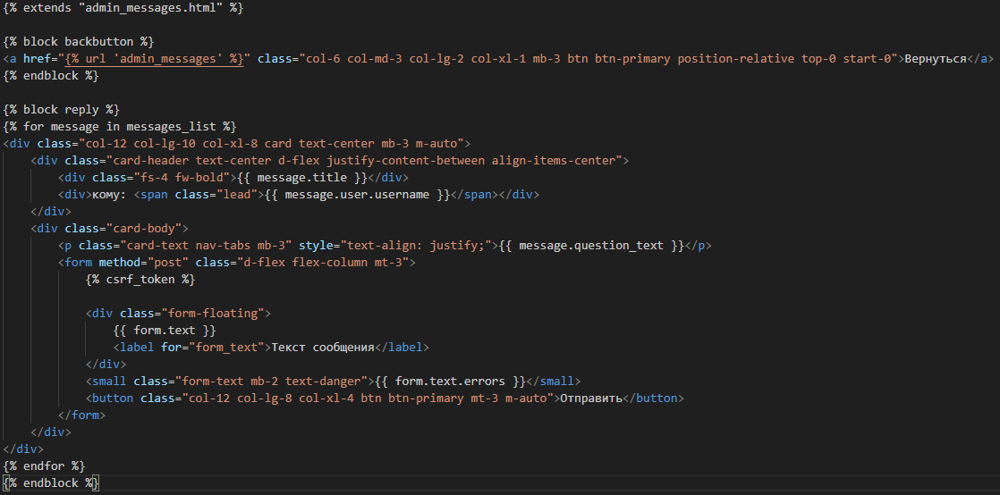 {% extends "admin_messages.html" %}
{% block backbutton %}
<a href="{% url 'admin_messages' %}" class="col-6 col-md-3 col-lg-2 col-xl-1 mb-3 btn btn-primary position-relative top-0 start-0">Вернуться</a>
{% endblock %}
{% block reply %}
{% for message in messages_list %}
<div class="col-12 col-lg-10 col-xl-8 card text-center mb-3 m-auto">
    <div class="card-header text-center d-flex justify-content-between align-items-center">
        <div class="fs-4 fw-bold">{{ message.title }}</div>
        <div>кому: <span class="lead">{{ message.user.username }}</span></div>
    </div>
    <div class="card-body">
        <p class="card-text nav-tabs mb-3" style="text-align: justify;">{{ message.question_text }}</p>
        <form method="post" class="d-flex flex-column mt-3">
            {% csrf_token %}
            <div class="form-floating">
                {{ form.text }}
                <label for="form_text">Текст сообщения</label>
            </div>
            <small class="form-text mb-2 text-danger">{{ form.text.errors }}</small>
            <button class="col-12 col-lg-8 col-xl-4 btn btn-primary mt-3 m-auto">Отправить</button>
        </form>
    </div>
</div>
{% endfor %}
{% endblock %}